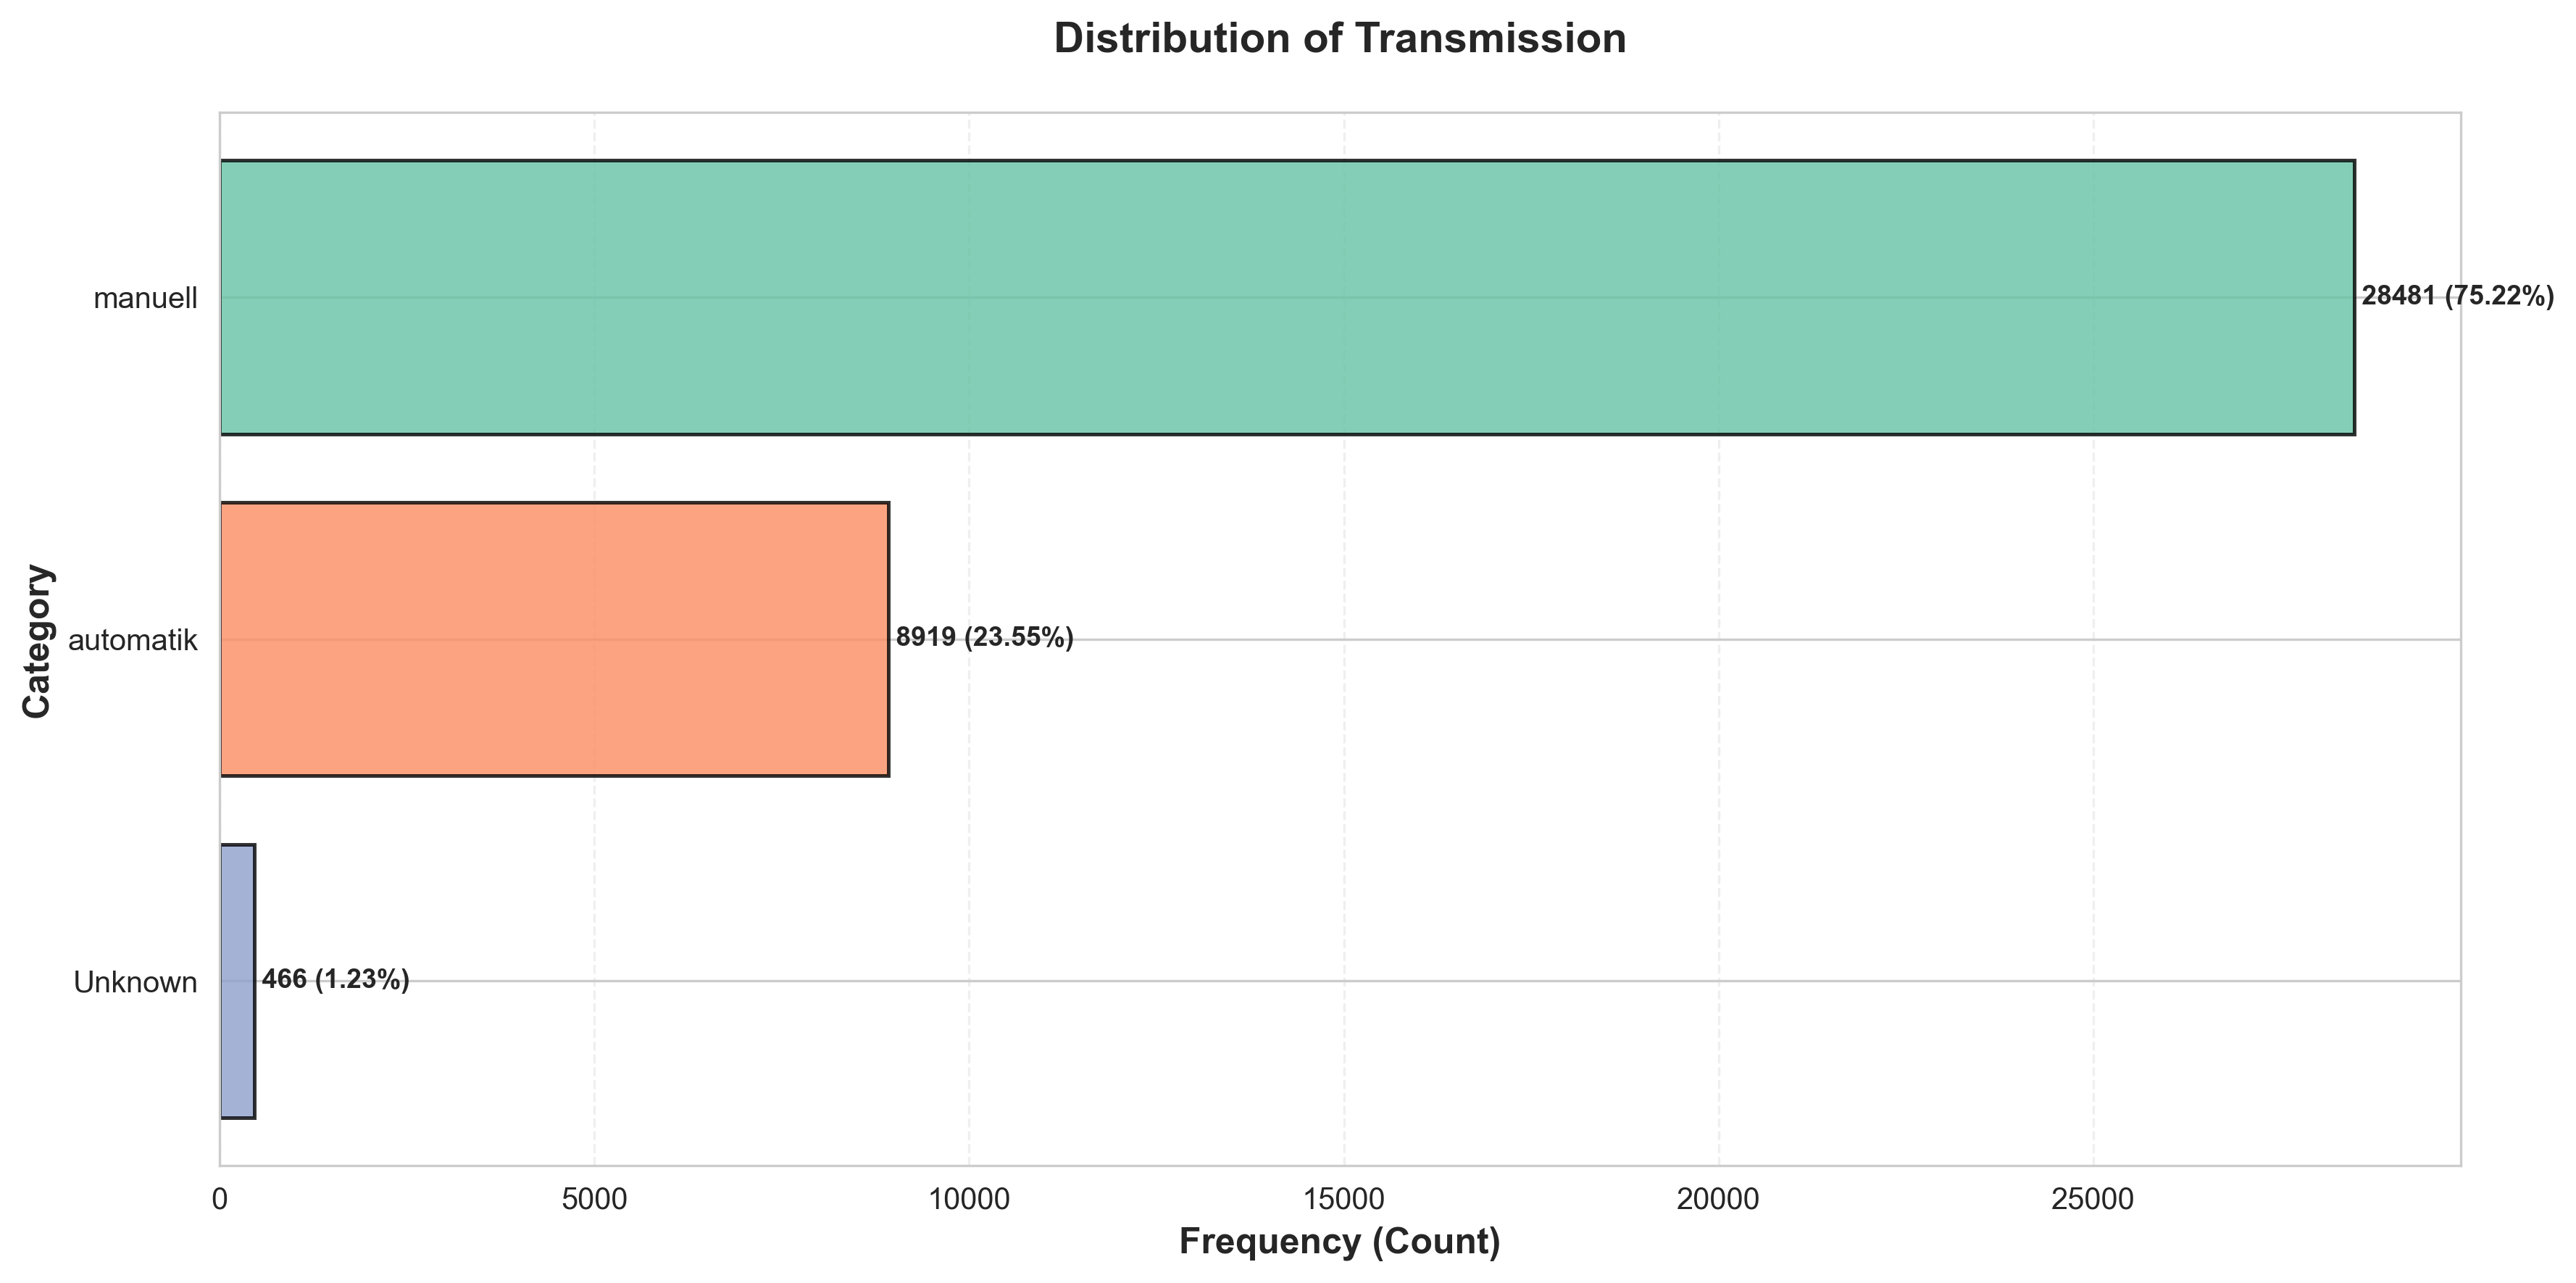 Distribution of Transmission
manuell
28481 (75.22%)
automatik
8919 (23.55%)
Unknown
466 (1.23%)
Category
0 5000 10000 15000 20000 25000
Frequency (Count)